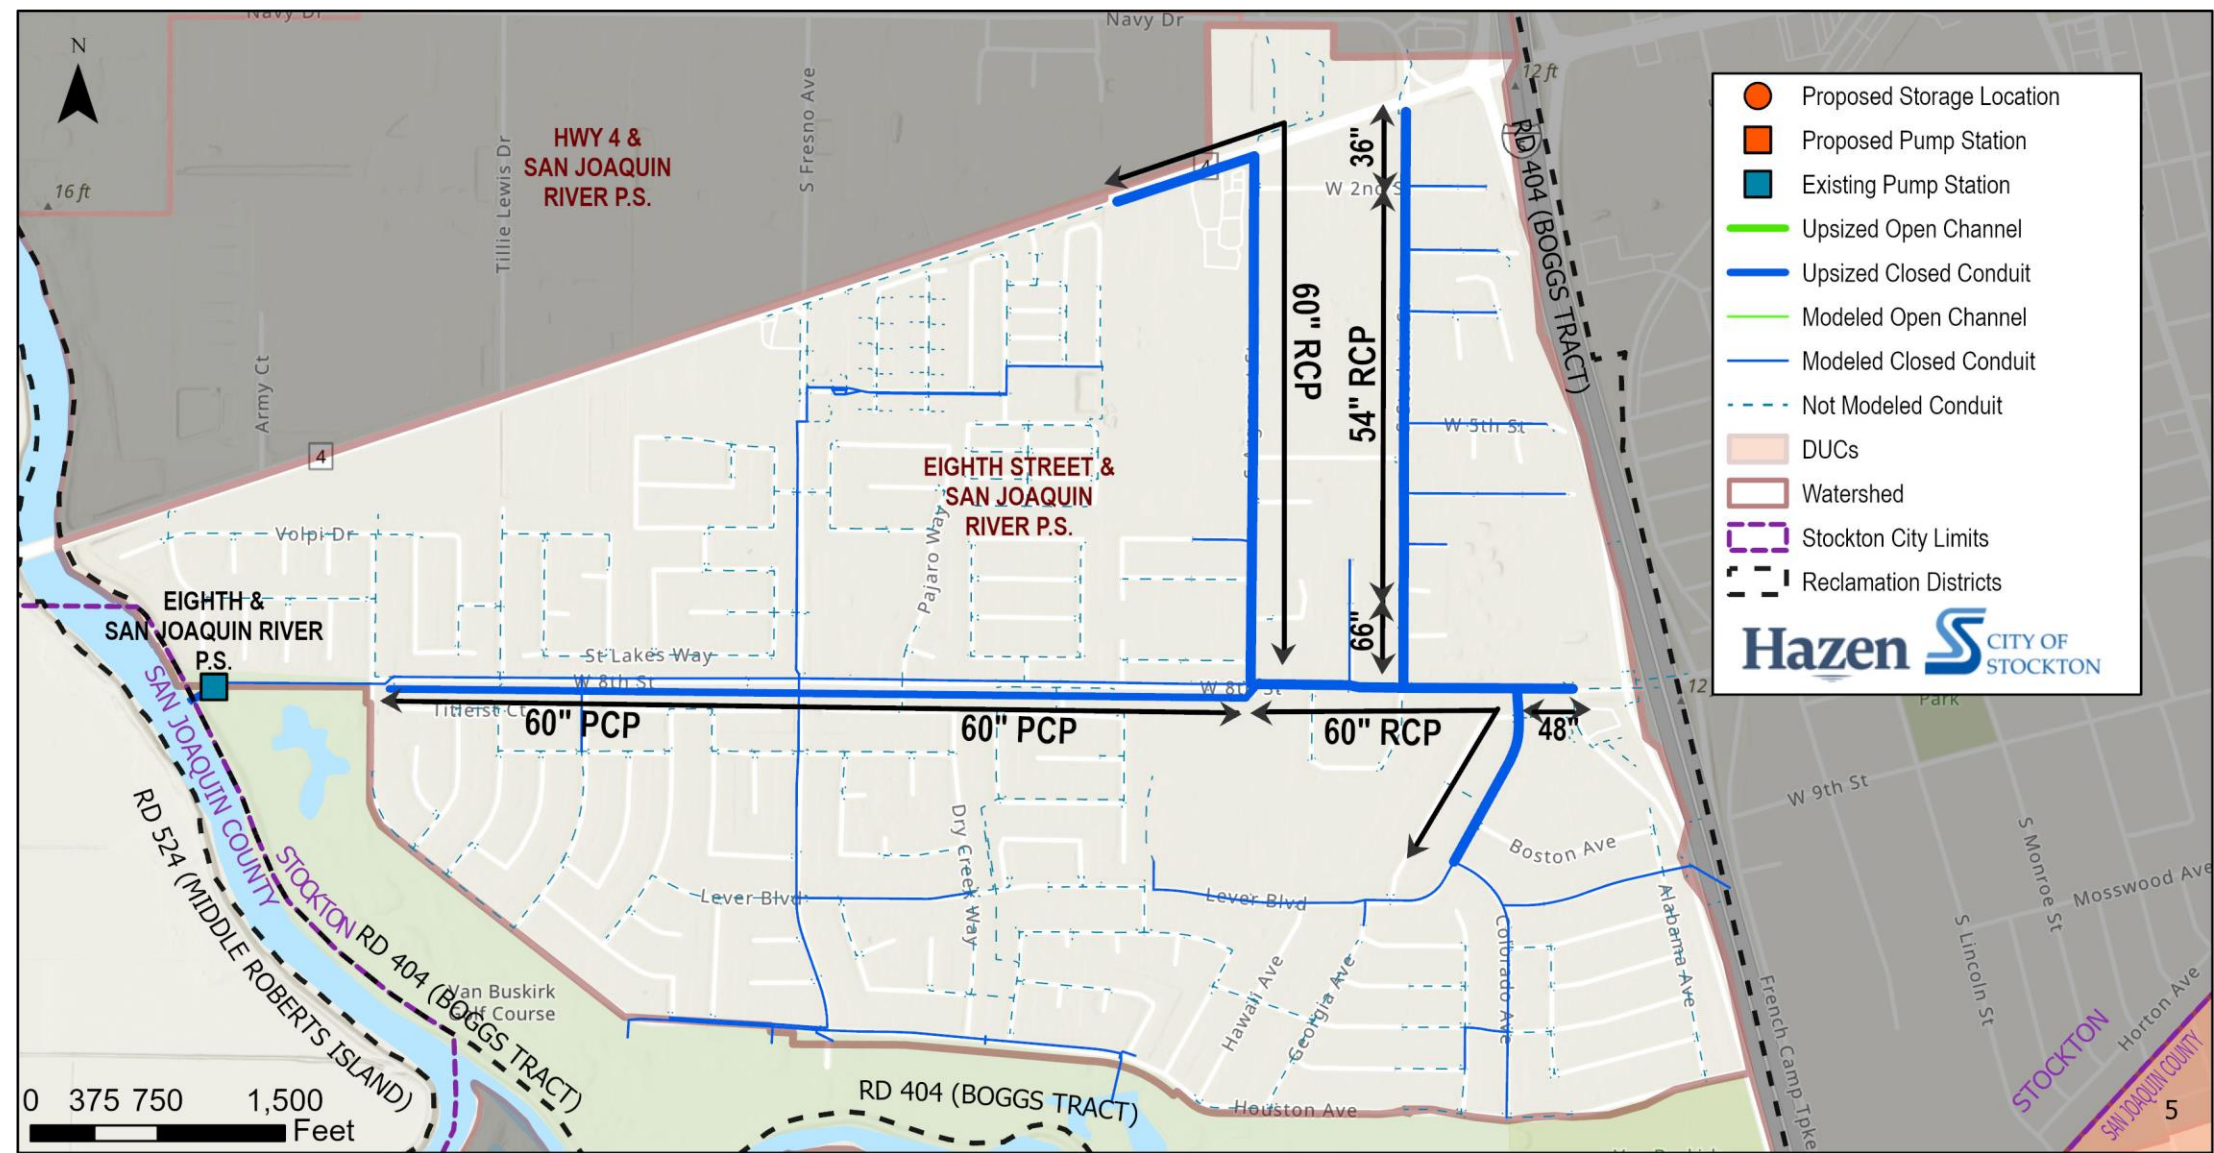 Navy Dr
Navy Dr
N
16 ft
12 ft
HWY 4 &
SAN JOAQUIN
RIVER P.S.
Tillie Lewis Dr
S Fresno Ave
Army Ct
4
4
36"
W 2nd S
60" RCP
54" RCP
66"
RD 404 (BOGGS TRACT)
W 5th St
EIGHTH STREET &
SAN JOAQUIN
RIVER P.S.
Pajaro Way
Volpi Dr
EIGHTH &
SAN JOAQUIN RIVER
P.S.
St Lakes Way
W 8th St
W 8th St
Titleist Ct
60" PCP
60" PCP
60" RCP
48"
12
Proposed Storage Location
Proposed Pump Station
Existing Pump Station
Upsized Open Channel
Upsized Closed Conduit
Modeled Open Channel
Modeled Closed Conduit
Not Modeled Conduit
DUCs
Watershed
Stockton City Limits
Reclamation Districts
Hazen
CITY OF
STOCKTON
Park
W 9th St
S Monroe St
Mosswood Ave
S Lincoln St
Horton Ave
French Camp Tpke
STOCKTON
SAN JOAQUIN COUNTY
5
Boston Ave
Alabama Ave
Colorado Ave
Lever Blvd
Lever Blvd
Dry Creek Way
Hawaii Ave
Georgia Ave
Houston Ave
SAN JOAQUIN COUNTY
STOCKTON
RD 524 (MIDDLE ROBERTS ISLAND)
RD 404 (BOGGS TRACT)
Van Buskirk
Golf Course
RD 404 (BOGGS TRACT)
0 375 750 1,500
Feet